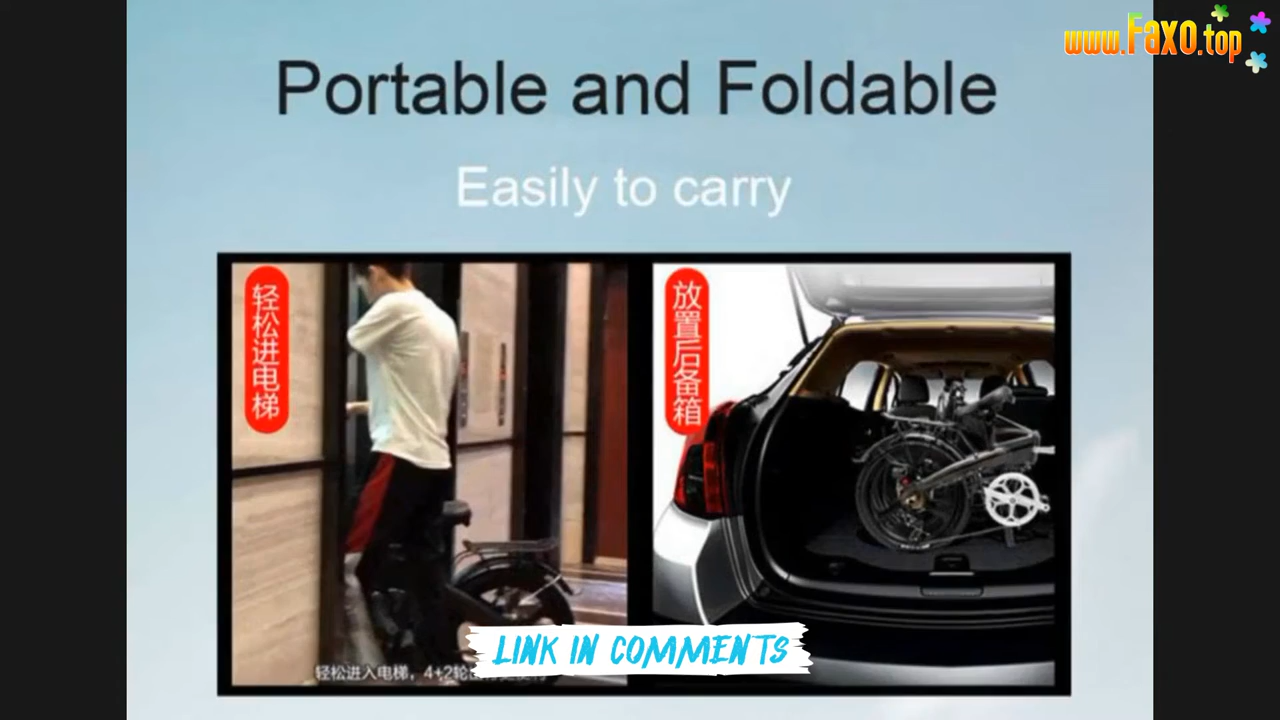 www.Faxo.top
Portable and Foldable
Easily to carry
轻松进电梯
放置后备箱
LINK IN COMMENTS
轻松进入电梯，4+2轮